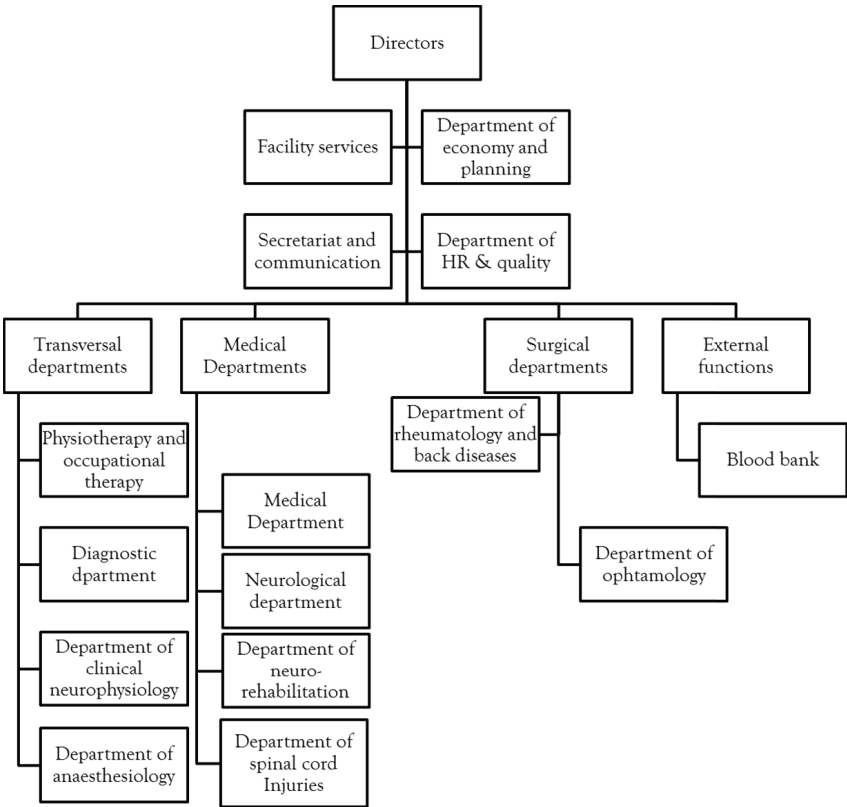 Directors
Facility services
Department of
economy and
planning
Secretariat and
communication
Department of
HR & quality
Transversal
departments
Medical
Departments
Surgical
departments
External
functions
Physiotherapy and
occupational
therapy
Diagnostic
dpartment
Department of
clinical
neurophysiology
Department of
anaesthesiology
Medical
Department
Neurological
department
Department of
neuro-
rehabilitation
Department of
spinal cord
Injuries
Department of
rheumatology and
back diseases
Department of
ophtamology
Blood bank